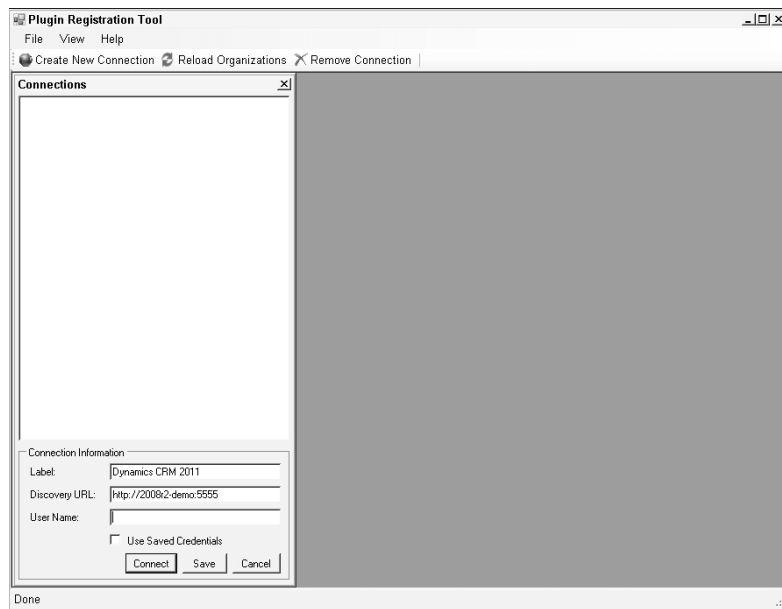 Plugin Registration Tool
File View Help
Create New Connection Reload Organizations Remove Connection
Connections
Connection Information
Label: Dynamics CRM 2011
Discovery URL: http://2008r2-demo:5555
User Name:
Use Saved Credentials
Connect Save Cancel
Done